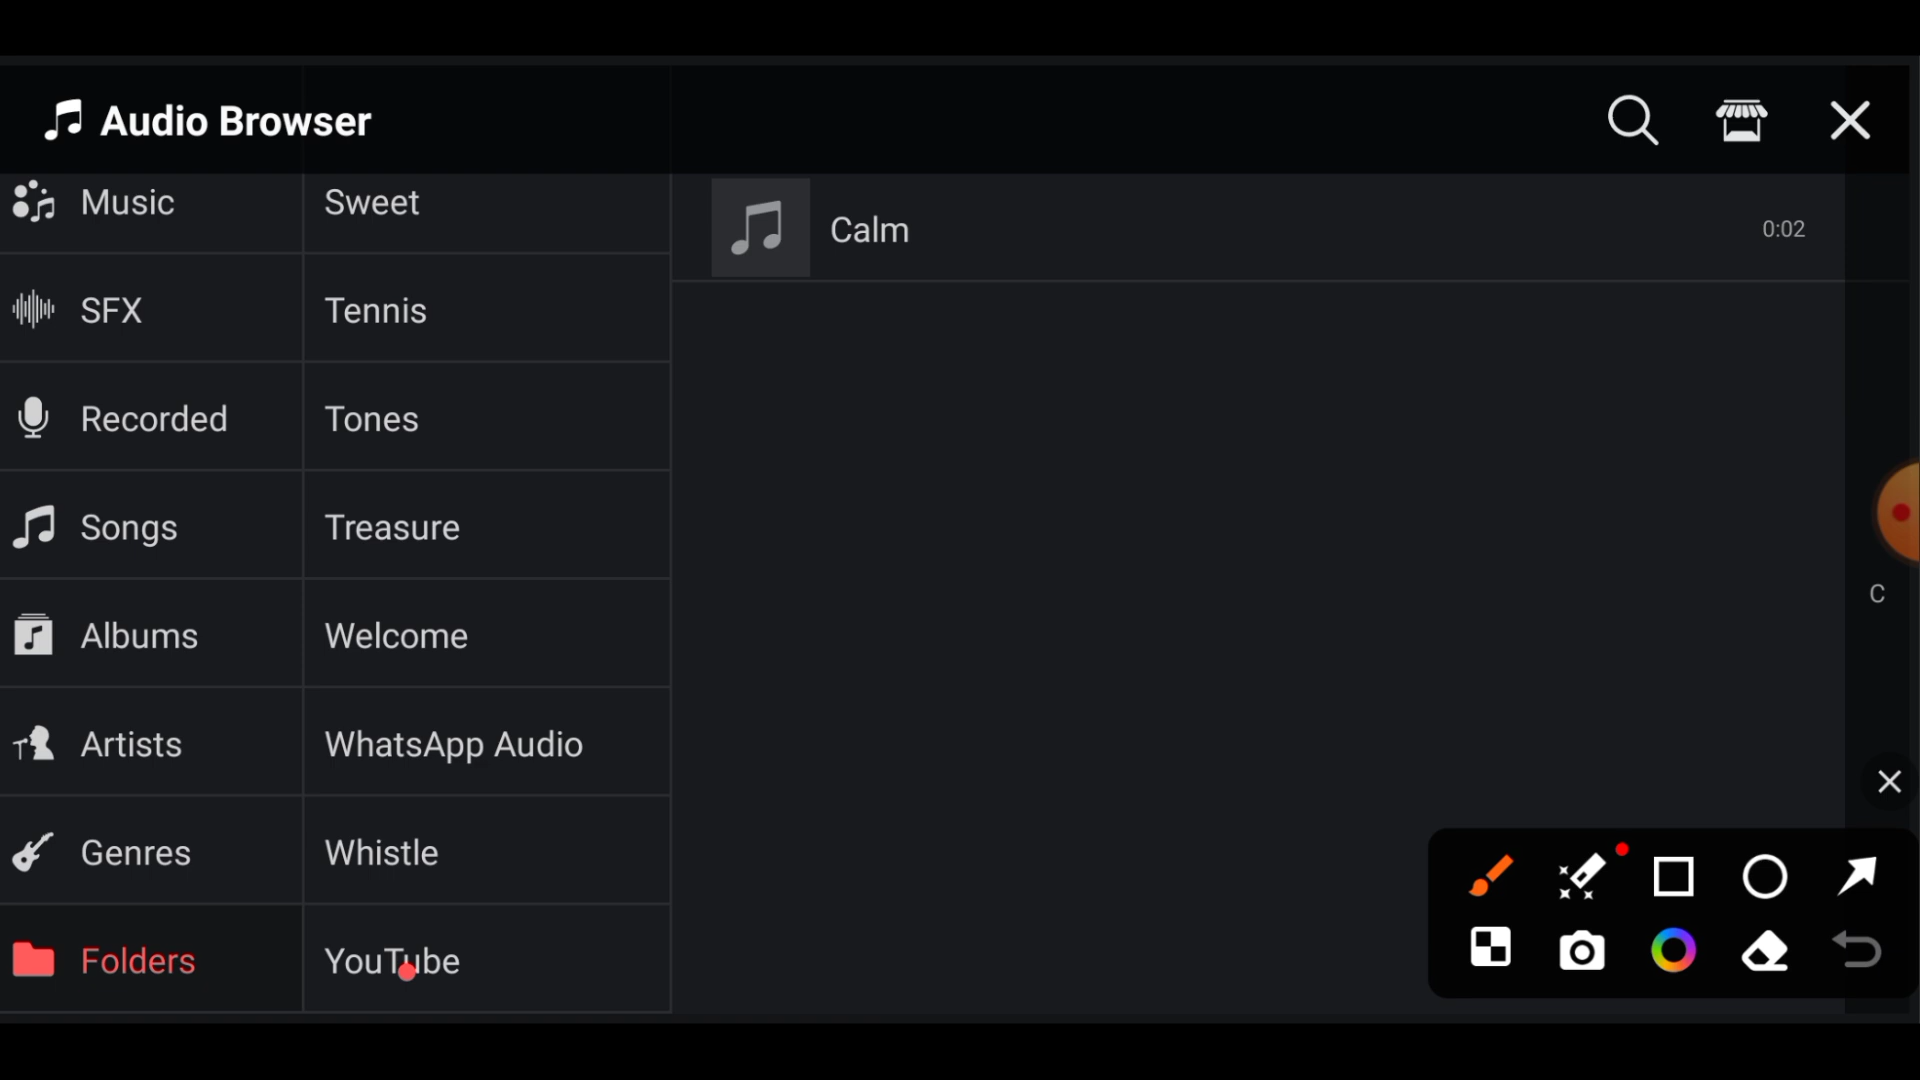 Audio Browser
Music
SFX
Recorded
Songs
Albums
Artists
Genres
Folders
Sweet
Tennis
Tones
Treasure
Welcome
WhatsApp Audio
Whistle
YouTube
Calm 0:02
C